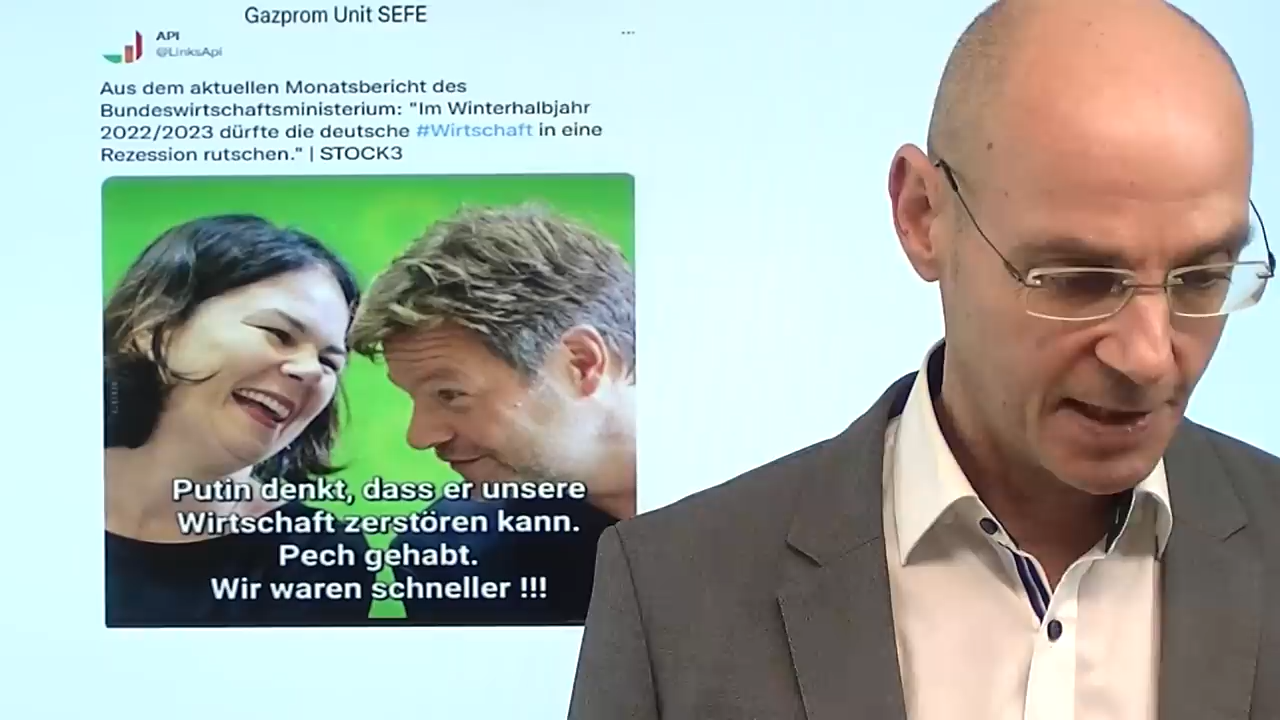 Gazprom Unit SEFE
API
@LinksApi
...
Aus dem aktuellen Monatsbericht des
Bundeswirtschaftsministerium: "Im Winterhalbjahr
2022/2023 dürfte die deutsche #Wirtschaft in eine
Rezession rutschen." | STOCK3
Putin denkt, dass er unsere
Wirtschaft zerstören kann.
Pech gehabt.
Wir waren schneller !!!